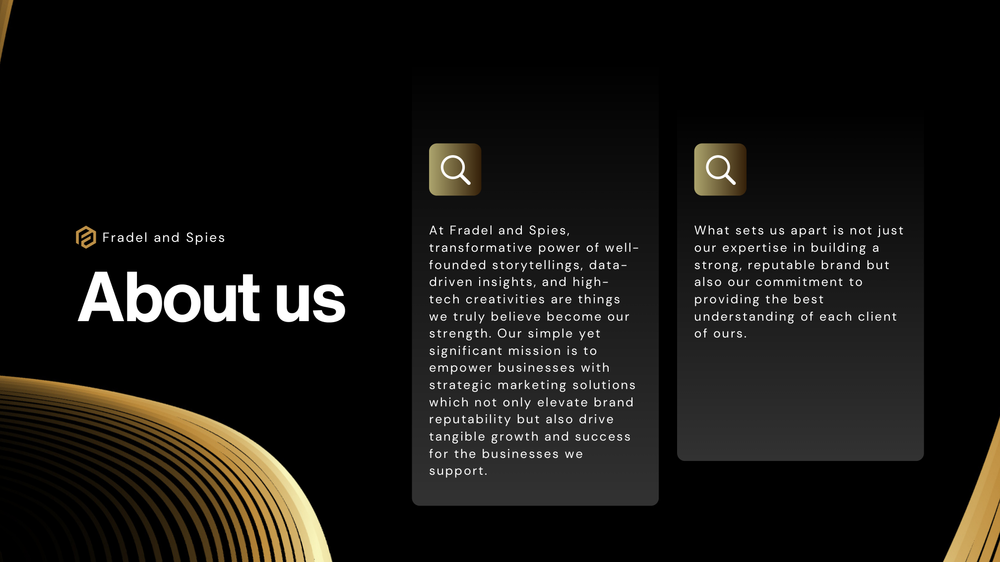 Fradel and Spies
About us
At Fradel and Spies,
transformative power of well-
founded storytellings, data-
driven insights, and high-
tech creativities are things
we truly believe become our
strength. Our simple yet
significant mission is to
empower businesses with
strategic marketing solutions
which not only elevate brand
reputability but also drive
tangible growth and success
for the businesses we
support.
What sets us apart is not just
our expertise in building a
strong, reputable brand but
also our commitment to
providing the best
understanding of each client
of ours.